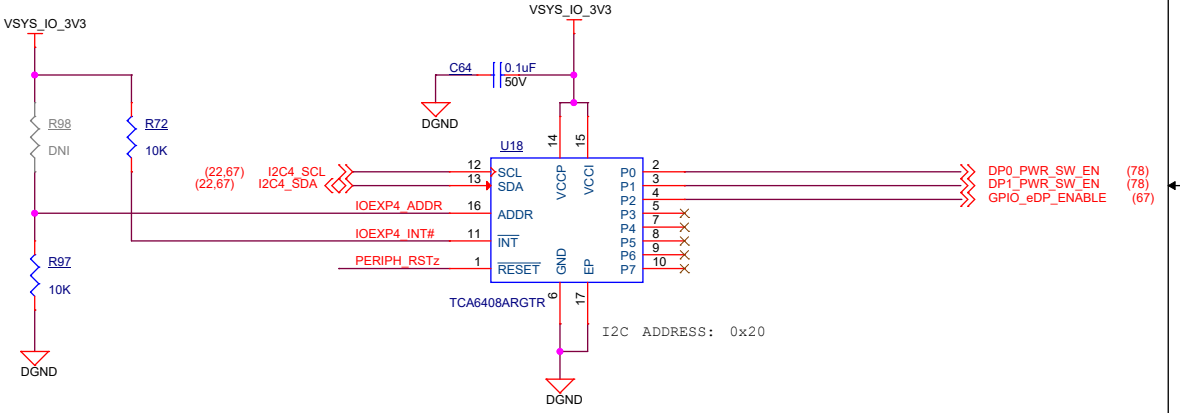 VSYS_IO_3V3
VSYS_IO_3V3
C64
0.1uF
50V
DGND
R98
DNI
R72
10K
U18
14
15
VCCP
VCCI
(22,67)
I2C4_SCL
12
SCL
(22,67)
I2C4_SDA
13
SDA
IOEXP4_ADDR
16
ADDR
IOEXP4_INT#
11
INT
PERIPH_RSTz
1
RESET
P0
2
DP0_PWR_SW_EN
(78)
P1
3
DP1_PWR_SW_EN
(78)
P2
4
GPIO_eDP_ENABLE
(67)
P3
5
P4
7
P5
8
P6
9
P7
10
GND
EP
6
17
R97
10K
TCA6408ARGTR
I2C ADDRESS: 0x20
DGND
DGND